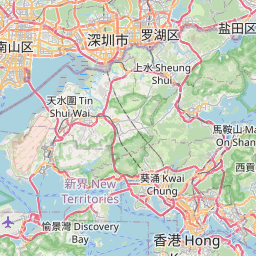 深圳市
罗湖区
盐田区
南山区
上水 Sheung
Shui
天水圍 Tin
Shui Wai
馬鞍山 Ma
On Shan
西貢
新界 New
Territories
葵涌 Kwai
Chung
愉景灣 Discovery
Bay
香港 Hong